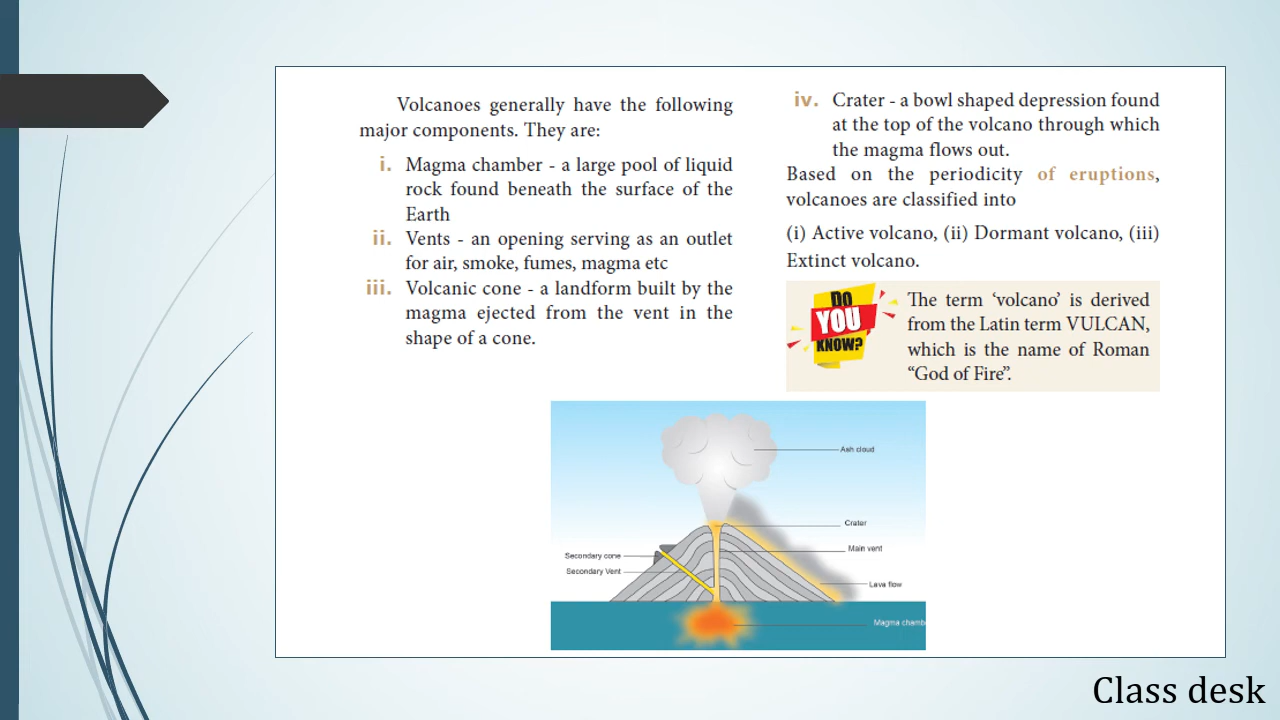 Volcanoes generally have the following
major components. They are:
i. Magma chamber - a large pool of liquid
rock found beneath the surface of the
Earth
ii. Vents - an opening serving as an outlet
for air, smoke, fumes, magma etc
iii. Volcanic cone - a landform built by the
magma ejected from the vent in the
shape of a cone.
iv. Crater - a bowl shaped depression found
at the top of the volcano through which
the magma flows out.
Based on the periodicity of eruptions,
volcanoes are classified into
(i) Active volcano, (ii) Dormant volcano, (iii)
Extinct volcano.
DO
YOU
KNOW?
The term ‘volcano’ is derived
from the Latin term VULCAN,
which is the name of Roman
“God of Fire”.
Ash cloud
Crater
Main vent
Secondary cone
Secondary Vent
Lava flow
Magma chamb
Class desk